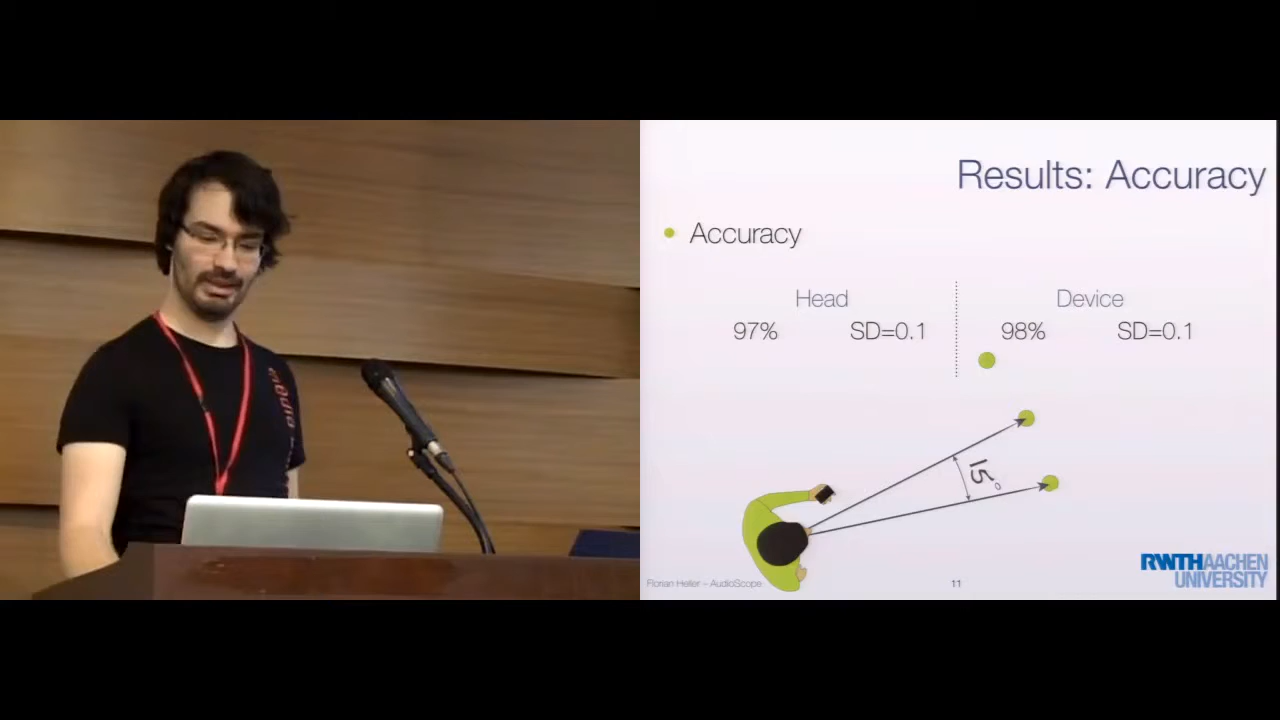 Results: Accuracy
Accuracy
Head
Device
97%
SD=0.1
98%
SD=0.1
15°
Florian Heller – AudioScope
11
RWTHAACHEN
UNIVERSITY